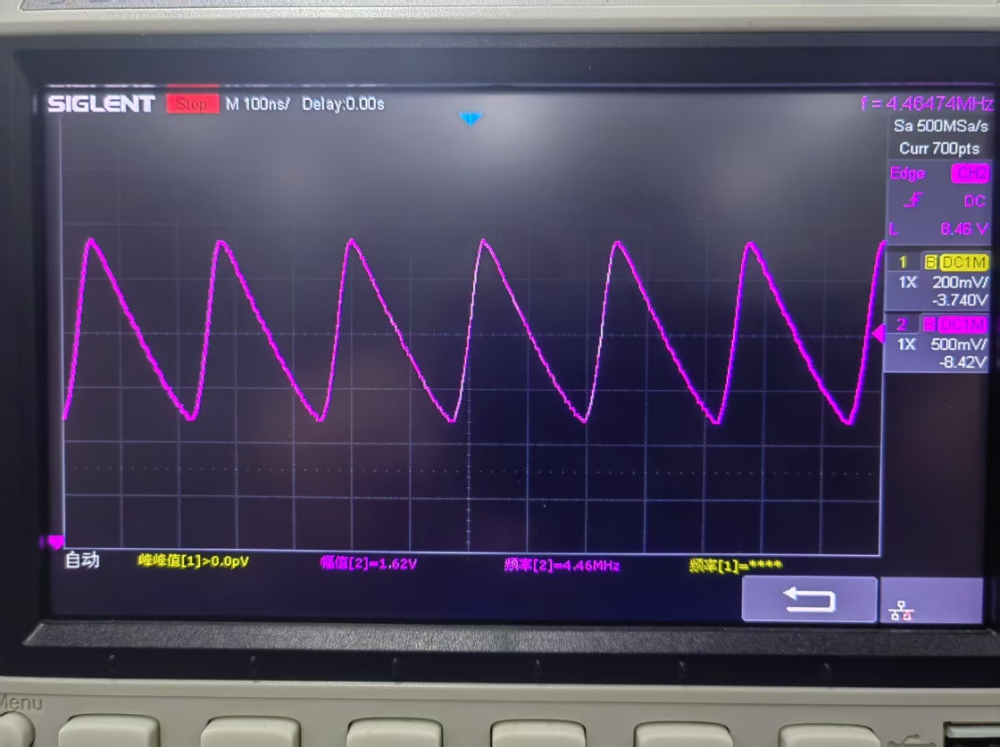 SIGLENT Stop M 100ns/ Delay:0.00s f = 4.46474MHz
Sa 500MSa/s
Curr 700pts
Edge CH2
DC
L 8.46 V
1 B DC1M
1X 200mV/
-3.740V
2 B DC1M
1X 500mV/
-8.42V
自动 峰峰值[1]>0.0pV 幅值[2]=1.62V 频率[2]=4.46MHz 频率[1]=****
Menu